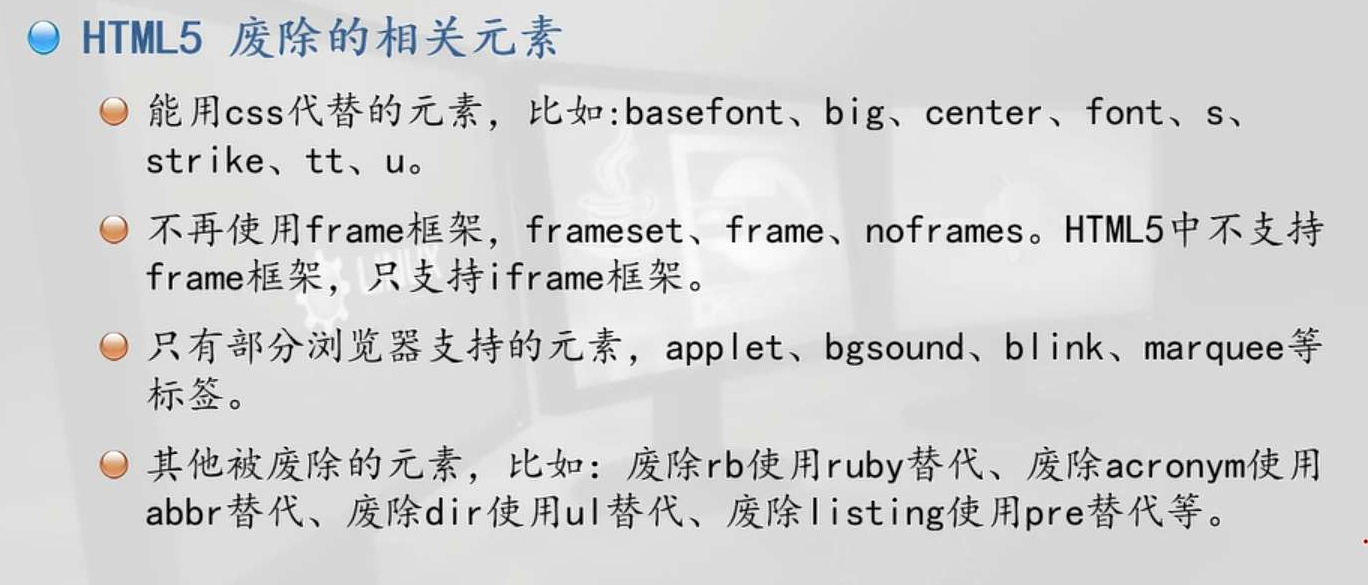 HTML5 废除的相关元素
能用css代替的元素，比如:basefont、big、center、font、s、
strike、tt、u。
不再使用frame框架，frameset、frame、noframes。HTML5中不支持
frame框架，只支持iframe框架。
只有部分浏览器支持的元素，applet、bgsound、blink、marquee等
标签。
其他被废除的元素，比如：废除rb使用ruby替代、废除acronym使用
abbr替代、废除dir使用ul替代、废除listing使用pre替代等。